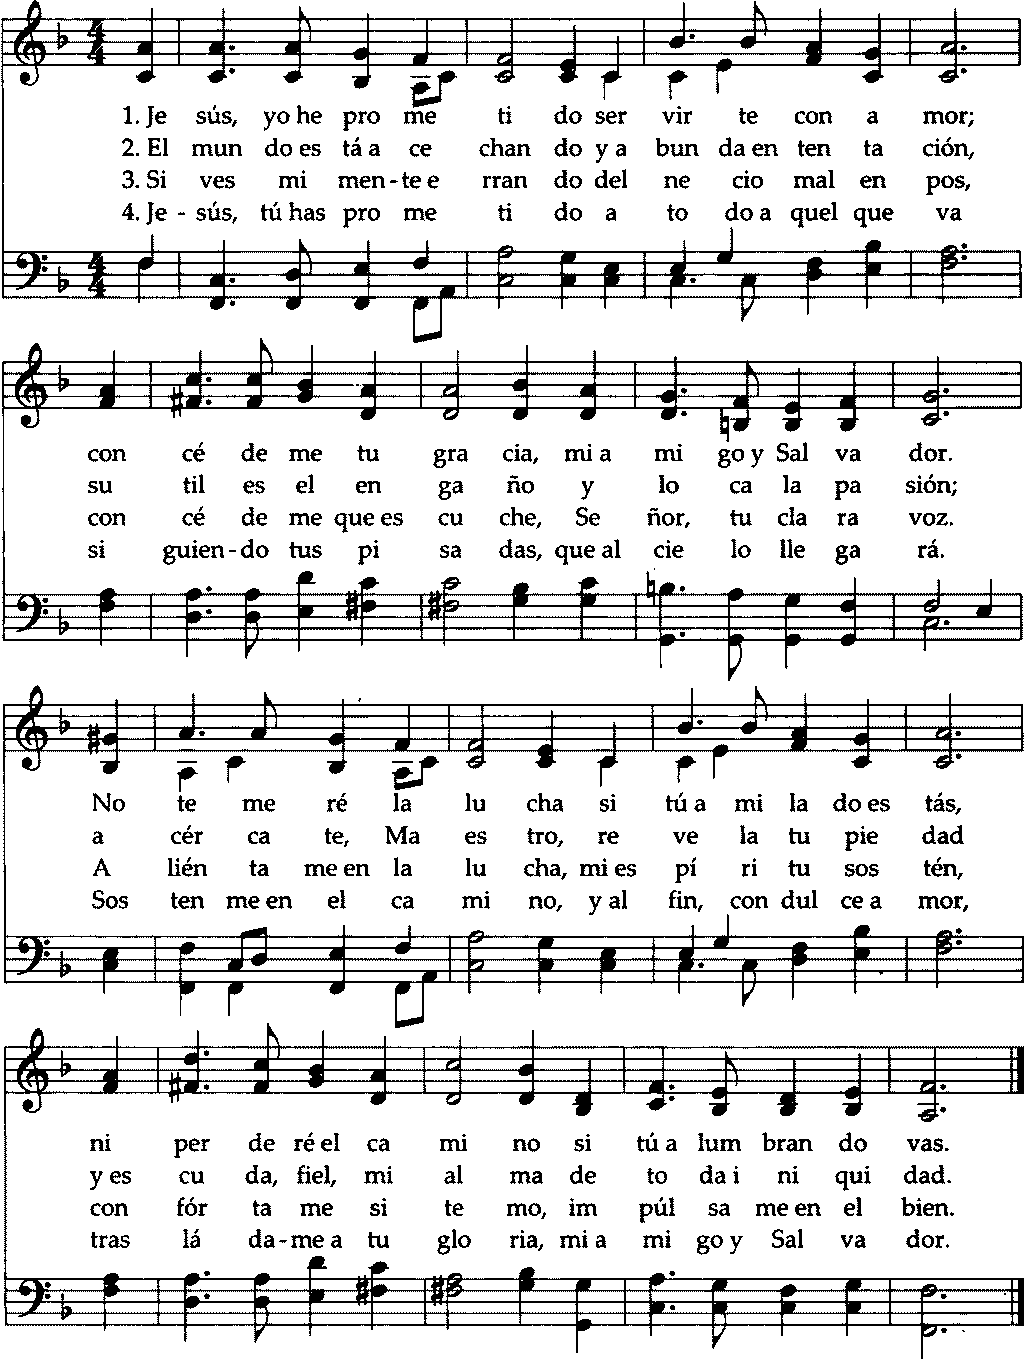 1. Je sús, yo he pro me ti do ser vir te con a mor;
2. El mun do es tá a ce chan do y a bun da en ten ta ción,
3. Si ves mi men-te e rran do del ne cio mal en pos,
4. Je - sús, tú has pro me ti do a to do a quel que va
con cé de me tu gra cia, mi a mi go y Sal va dor.
su til es el en ga ño y lo ca la pa sión;
con cé de me que es cu che, Se ñor, tu cla ra voz.
si guien-do tus pi sa das, que al cie lo lle ga rá.
No te me ré la lu cha si tú a mi la do es tás,
a cér ca te, Ma es tro, re ve la tu pie dad
A lién ta me en la lu cha, mi es pí ri tu sos tén,
Sos ten me en el ca mi no, y al fin, con dul ce a mor,
ni per de ré el ca mi no si tú a lum bran do vas.
y es cu da, fiel, mi al ma de to da i ni qui dad.
con fór ta me si te mo, im púl sa me en el bien.
tras lá da-me a tu glo ria, mi a mi go y Sal va dor.